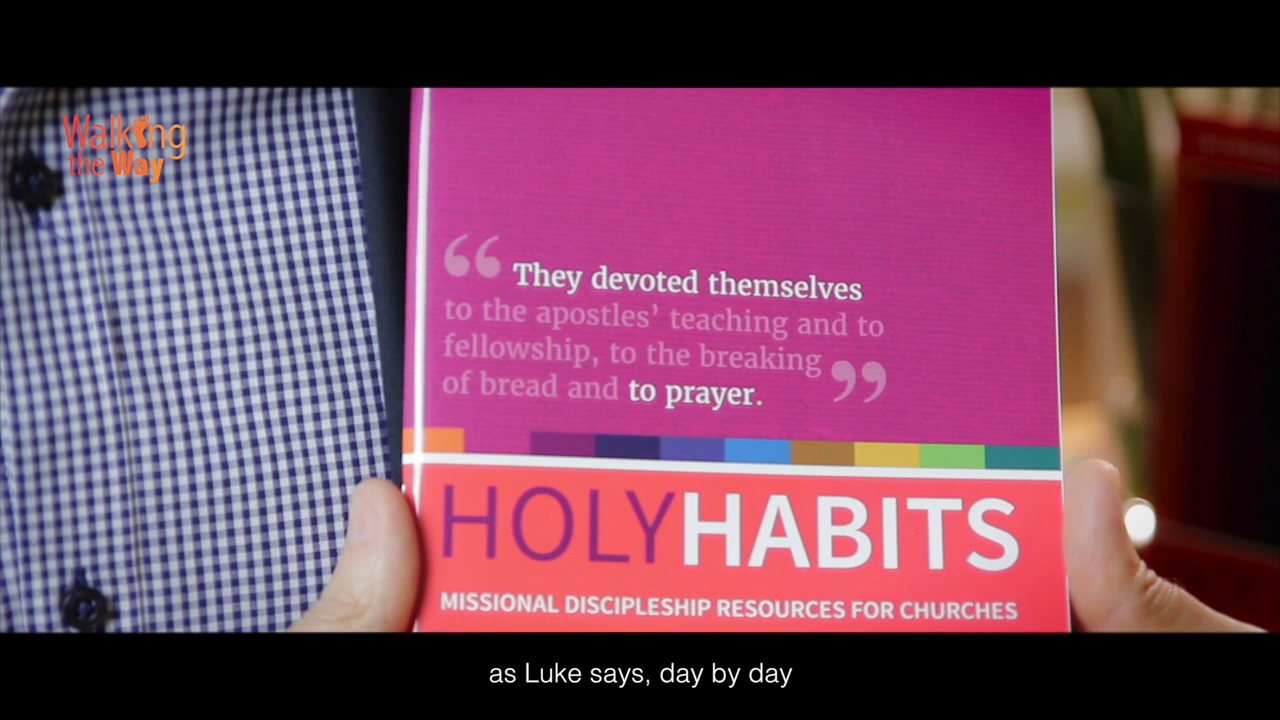 Walking
the Way
“ They devoted themselves
to the apostles’ teaching and to
fellowship, to the breaking
of bread and to prayer. ”
HOLYHABITS
MISSIONAL DISCIPLESHIP RESOURCES FOR CHURCHES
as Luke says, day by day